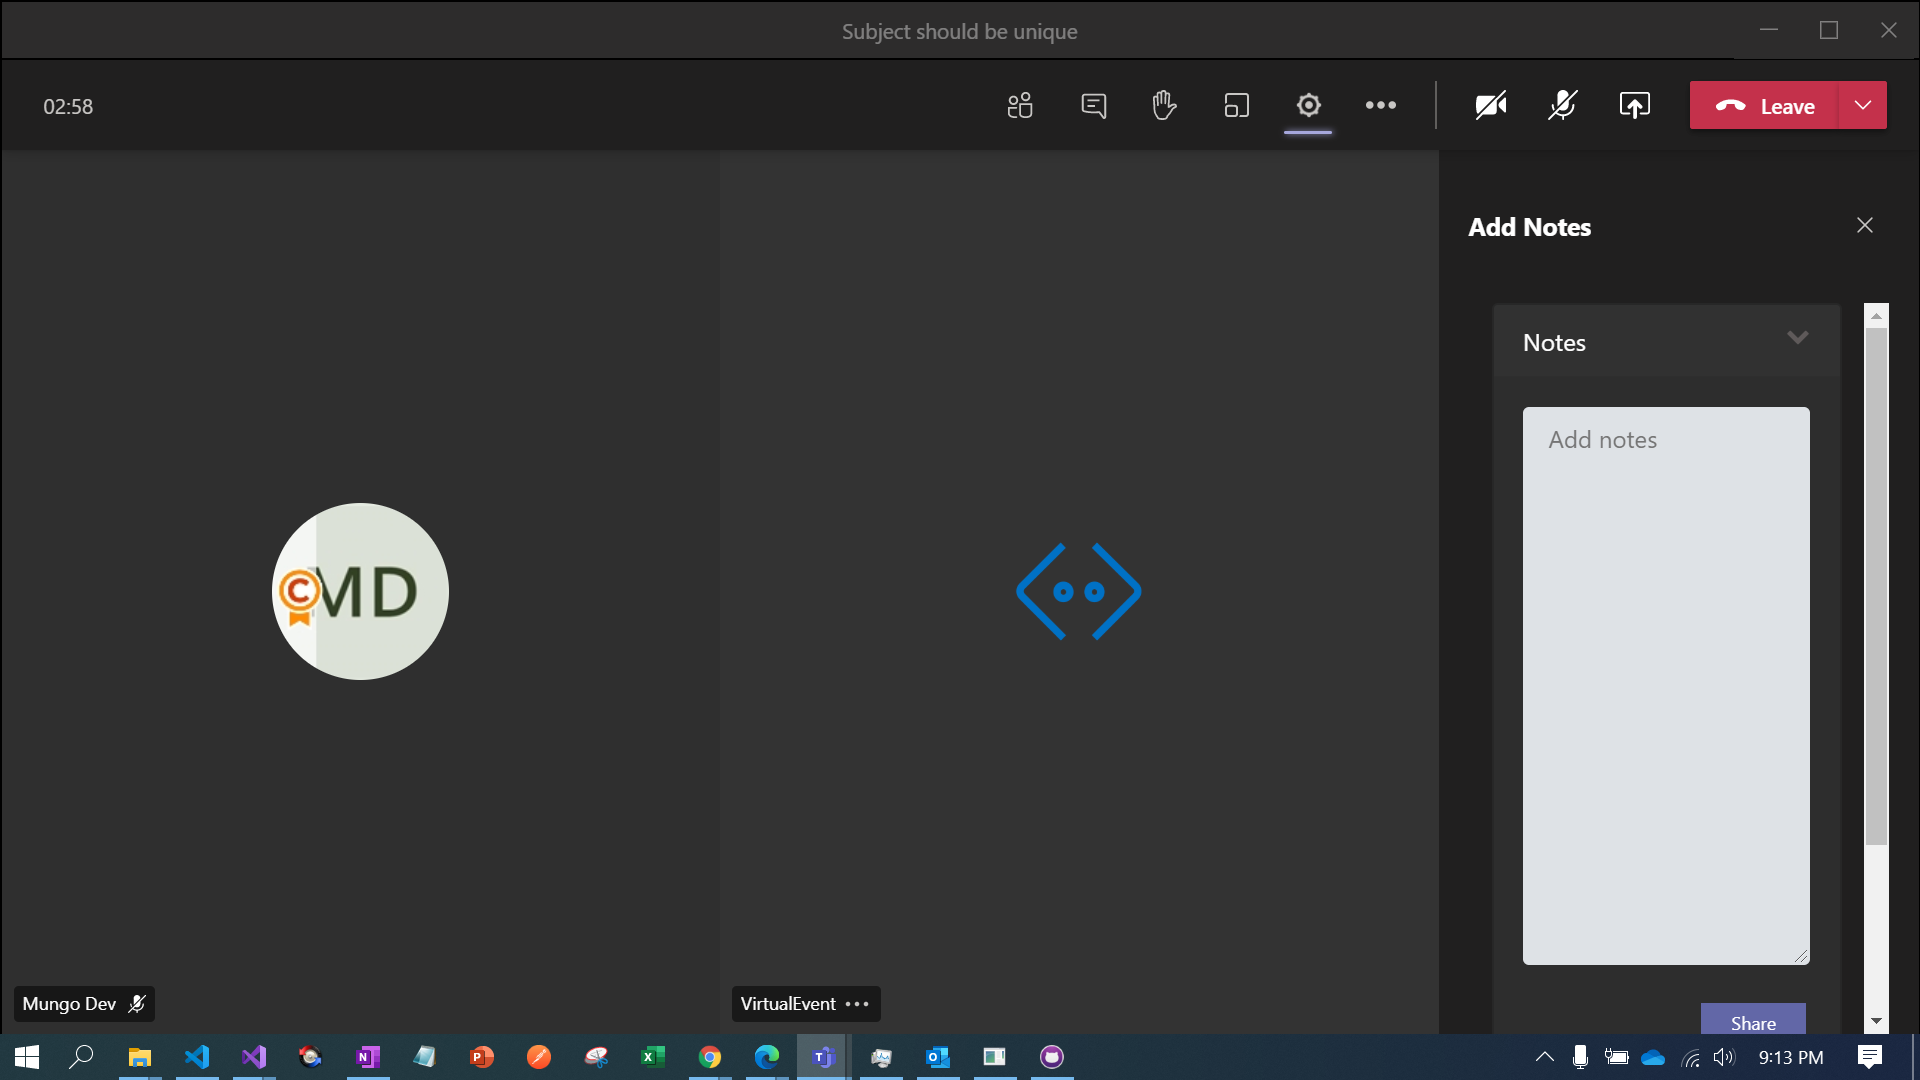 Subject should be unique
02:58
Leave
Add Notes
Notes
Add notes
C
MD
Mungo Dev
VirtualEvent
Share
9:13 PM